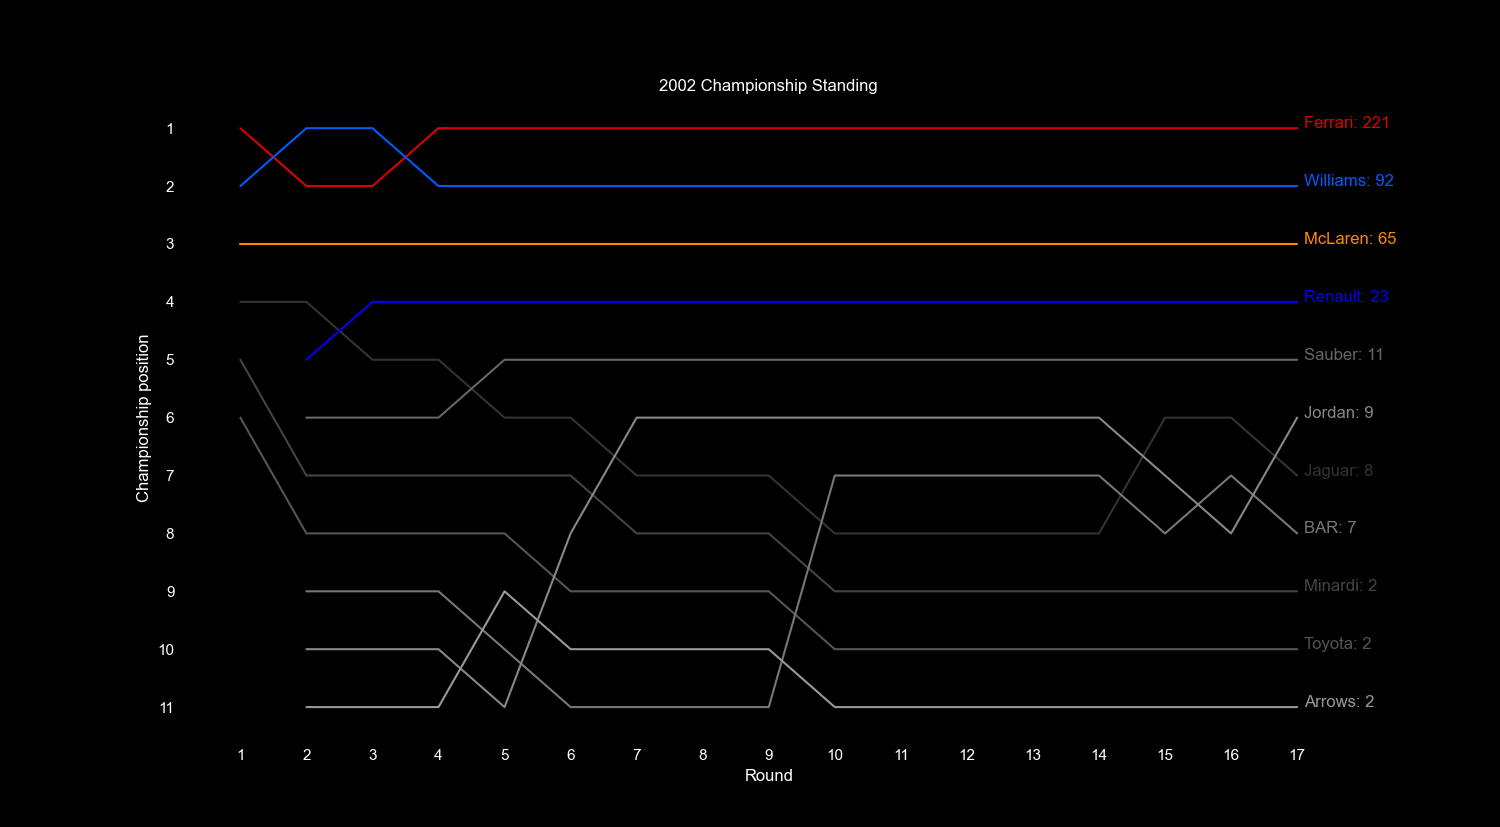 2002 Championship Standing
1
Ferrari: 221
2
Williams: 92
3
McLaren: 65
4
Renault: 23
5
Sauber: 11
Championship position
6
Jordan: 9
7
Jaguar: 8
8
BAR: 7
9
Minardi: 2
10
Toyota: 2
11
Arrows: 2
1 2 3 4 5 6 7 8 9 10 11 12 13 14 15 16 17
Round